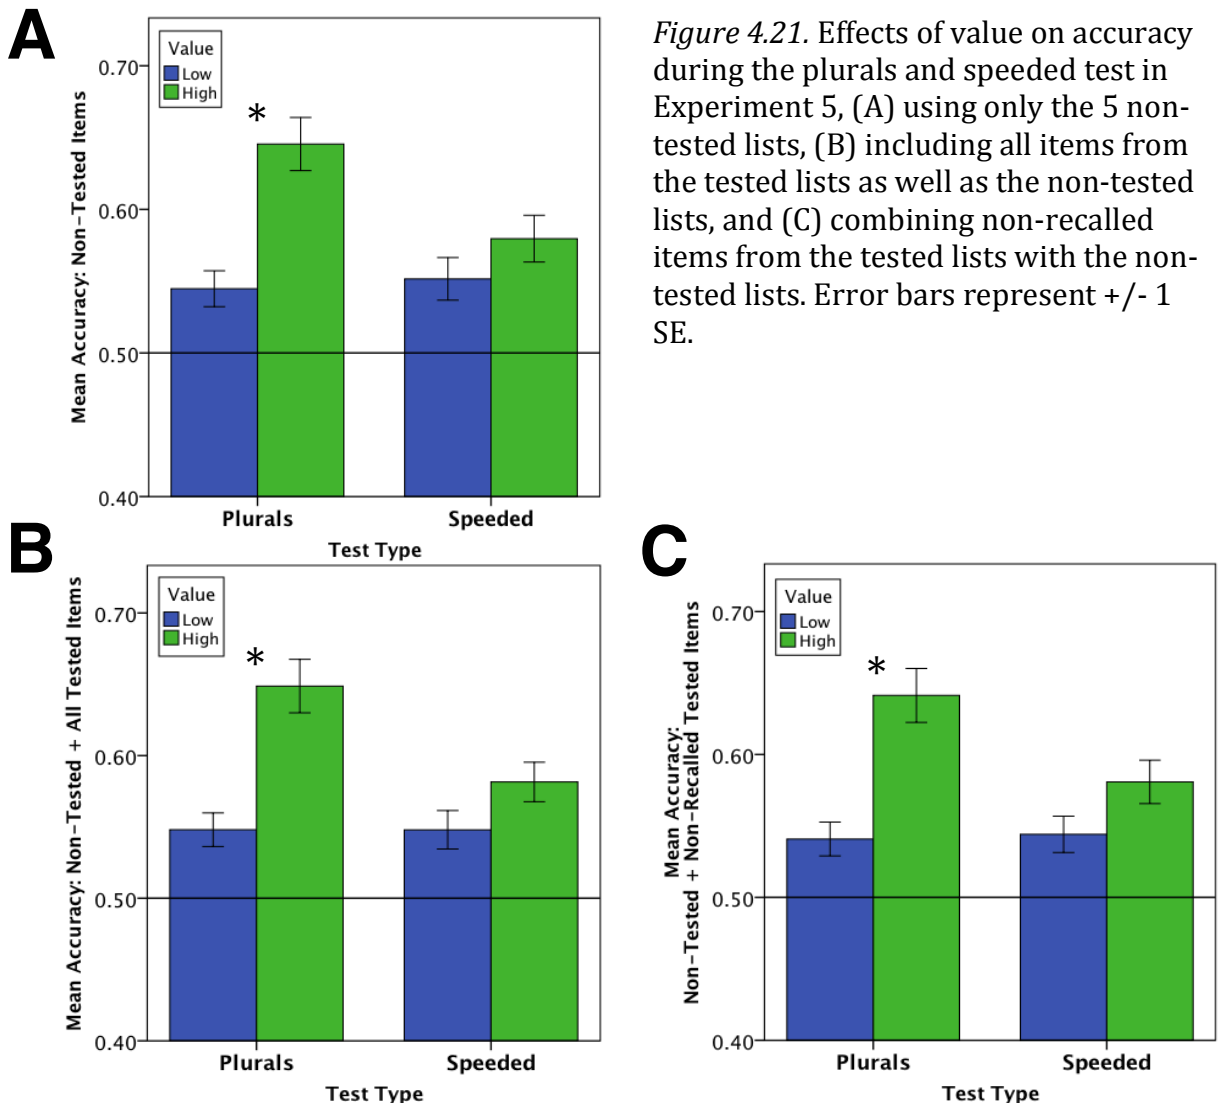 A
Value
Low
High
*
0.70
0.60
0.50
0.40
Mean Accuracy: Non-Tested Items
Plurals
Speeded
Test Type
Figure 4.21. Effects of value on accuracy
during the plurals and speeded test in
Experiment 5, (A) using only the 5 non-
tested lists, (B) including all items from
the tested lists as well as the non-tested
lists, and (C) combining non-recalled
items from the tested lists with the non-
tested lists. Error bars represent +/- 1
SE.
B
Value
Low
High
*
0.70
0.60
0.50
0.40
Mean Accuracy: Non-Tested + All Tested Items
Plurals
Speeded
Test Type
C
Value
Low
High
*
0.70
0.60
0.50
0.40
Mean Accuracy:
Non-Tested + Non-Recalled Tested Items
Plurals
Speeded
Test Type